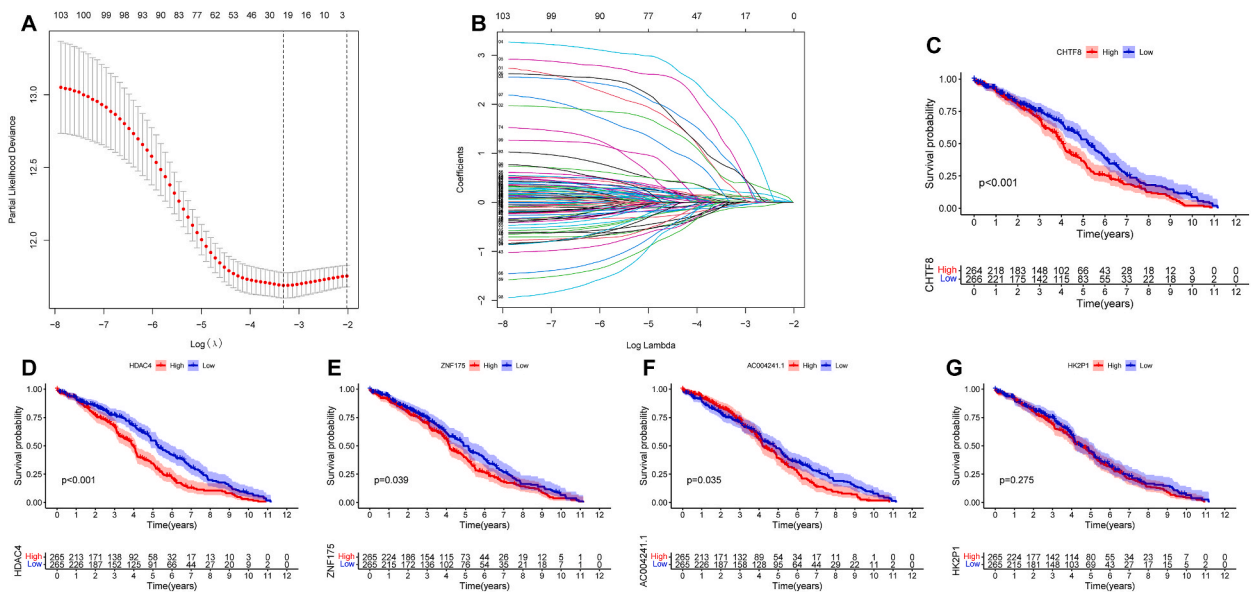 A
103 100 99 98 93 90 83 77 62 53 46 30 19 16 10 3
Partial Likelihood Deviance
13.0
12.5
12.0
−8 −7 −6 −5 −4 −3 −2
Log (λ)
B
103 99 90 77 47 17 0
Coefficients
3
2
1
0
−1
−2
−8 −7 −6 −5 −4 −3 −2
Log Lambda
C
CHTF8 High Low
Survival probability
1.00
0.75
0.50
0.25
0.00
p<0.001
0 1 2 3 4 5 6 7 8 9 10 11 12
Time(years)
CHTF8
High 264 218 183 148 102 66 43 28 18 12 3 0 0
Low 266 221 175 142 115 83 55 33 22 18 9 2 0
0 1 2 3 4 5 6 7 8 9 10 11 12
Time(years)
D
HDAC4 High Low
Survival probability
1.00
0.75
0.50
0.25
0.00
p<0.001
0 1 2 3 4 5 6 7 8 9 10 11 12
Time(years)
HDAC4
High 265 213 171 138 92 58 32 17 13 10 3 0 0
Low 265 226 187 152 125 91 66 44 27 20 9 2 0
0 1 2 3 4 5 6 7 8 9 10 11 12
Time(years)
E
ZNF175 High Low
Survival probability
1.00
0.75
0.50
0.25
0.00
p=0.039
0 1 2 3 4 5 6 7 8 9 10 11 12
Time(years)
ZNF175
High 265 224 186 154 115 73 44 26 19 12 5 1 0
Low 265 215 172 136 102 76 54 35 21 18 7 1 0
0 1 2 3 4 5 6 7 8 9 10 11 12
Time(years)
F
AC004241.1 High Low
Survival probability
1.00
0.75
0.50
0.25
0.00
p=0.035
0 1 2 3 4 5 6 7 8 9 10 11 12
Time(years)
AC004241.1
High 265 213 171 132 89 54 34 17 11 8 1 0 0
Low 265 226 187 158 128 95 64 44 29 22 11 2 0
0 1 2 3 4 5 6 7 8 9 10 11 12
Time(years)
G
HK2P1 High Low
Survival probability
1.00
0.75
0.50
0.25
0.00
p=0.275
0 1 2 3 4 5 6 7 8 9 10 11 12
Time(years)
HK2P1
High 265 224 177 142 114 80 55 34 23 15 7 0 0
Low 265 215 181 148 103 69 43 27 17 15 5 2 0
0 1 2 3 4 5 6 7 8 9 10 11 12
Time(years)